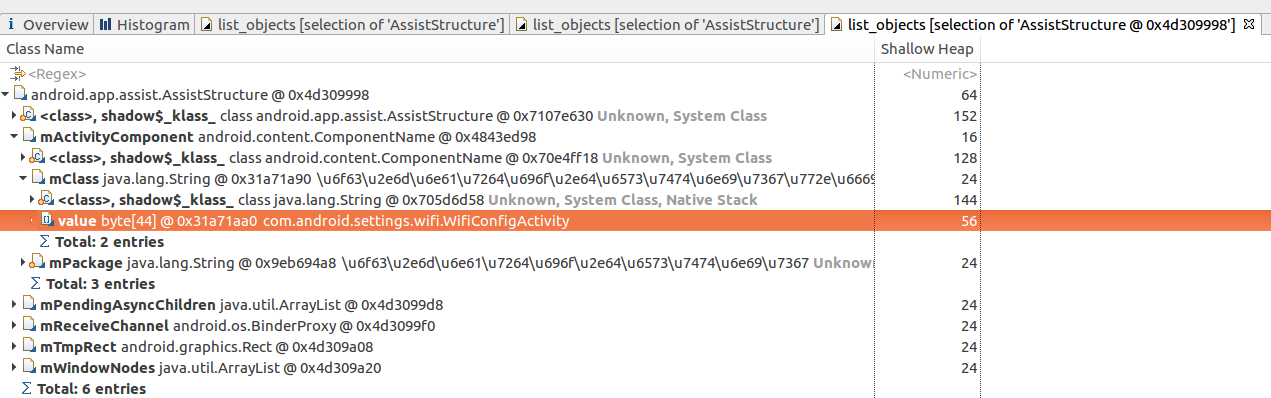 Overview Histogram list_objects [selection of 'AssistStructure'] list_objects [selection of 'AssistStructure'] list_objects [selection of 'AssistStructure @ 0x4d309998']
Class Name Shallow Heap
<Regex> <Numeric>
android.app.assist.AssistStructure @ 0x4d309998 64
<class>, shadow$_klass_ class android.app.assist.AssistStructure @ 0x7107e630 Unknown, System Class 152
mActivityComponent android.content.ComponentName @ 0x4843ed98 16
<class>, shadow$_klass_ class android.content.ComponentName @ 0x70e4ff18 Unknown, System Class 128
mClass java.lang.String @ 0x31a71a90 \u6f63\u2e6d\u6e61\u7264\u696f\u2e64\u6573\u7474\u6e69\u7367\u772e\u6669 24
<class>, shadow$_klass_ class java.lang.String @ 0x705d6d58 Unknown, System Class, Native Stack 144
value byte[44] @ 0x31a71aa0 com.android.settings.wifi.WifiConfigActivity 56
Σ Total: 2 entries
mPackage java.lang.String @ 0x9eb694a8 \u6f63\u2e6d\u6e61\u7264\u696f\u2e64\u6573\u7474\u6e69\u7367 Unknown 24
Σ Total: 3 entries
mPendingAsyncChildren java.util.ArrayList @ 0x4d3099d8 24
mReceiveChannel android.os.BinderProxy @ 0x4d3099f0 24
mTmpRect android.graphics.Rect @ 0x4d309a08 24
mWindowNodes java.util.ArrayList @ 0x4d309a20 24
Σ Total: 6 entries